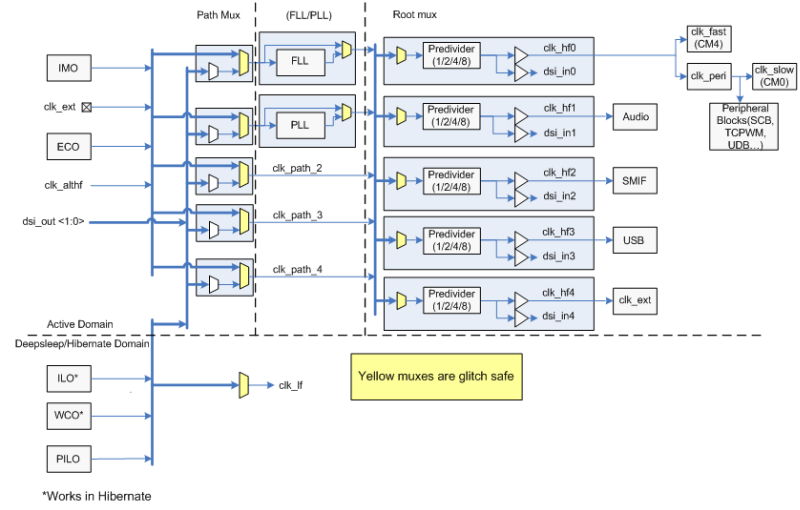 Path Mux
(FLL/PLL)
Root mux
IMO
clk_ext
ECO
clk_althf
dsi_out <1:0>
FLL
PLL
clk_path_2
clk_path_3
clk_path_4
Predivider
(1/2/4/8)
clk_hf0
dsi_in0
Predivider
(1/2/4/8)
clk_hf1
dsi_in1
Predivider
(1/2/4/8)
clk_hf2
dsi_in2
Predivider
(1/2/4/8)
clk_hf3
dsi_in3
Predivider
(1/2/4/8)
clk_hf4
dsi_in4
clk_fast
(CM4)
clk_peri
clk_slow
(CM0)
Peripheral
Blocks(SCB,
TCPWM,
UDB...)
Audio
SMIF
USB
clk_ext
Active Domain
Deepsleep/Hibernate Domain
ILO*
WCO*
PILO
clk_lf
Yellow muxes are glitch safe
*Works in Hibernate